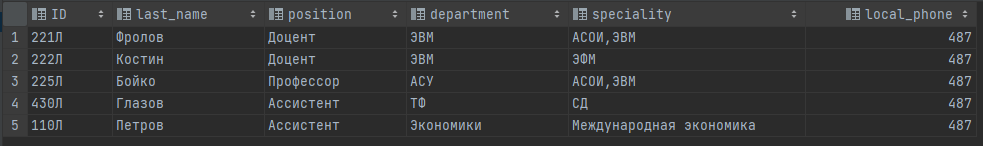 ID last_name position department speciality local_phone
1 221Л Фролов Доцент ЭВМ АСОИ,ЭВМ 487
2 222Л Костин Доцент ЭВМ ЭФМ 487
3 225Л Бойко Профессор АСУ АСОИ,ЭВМ 487
4 430Л Глазов Ассистент ТФ СД 487
5 110Л Петров Ассистент Экономики Международная экономика 487